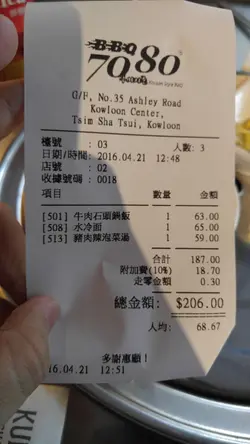 BBQ
7080
G/F, No.35 Ashley Road
Kowloon Center,
Tsim Sha Tsui, Kowloon
檯號 : 03 人數: 3
日期/時間: 2016.04.21 12:48
店號 : 02
收據號碼 : 0018
項目 數量 金額
[501] 牛肉石頭鍋飯 1 63.00
[508] 水冷面 1 65.00
[513] 豬肉辣泡菜湯 1 59.00
合計 187.00
附加費(10%) 18.70
走零金額 0.30
總金額: $206.00
人均: 68.67
多謝惠顧!
16.04.21 12:51
KU